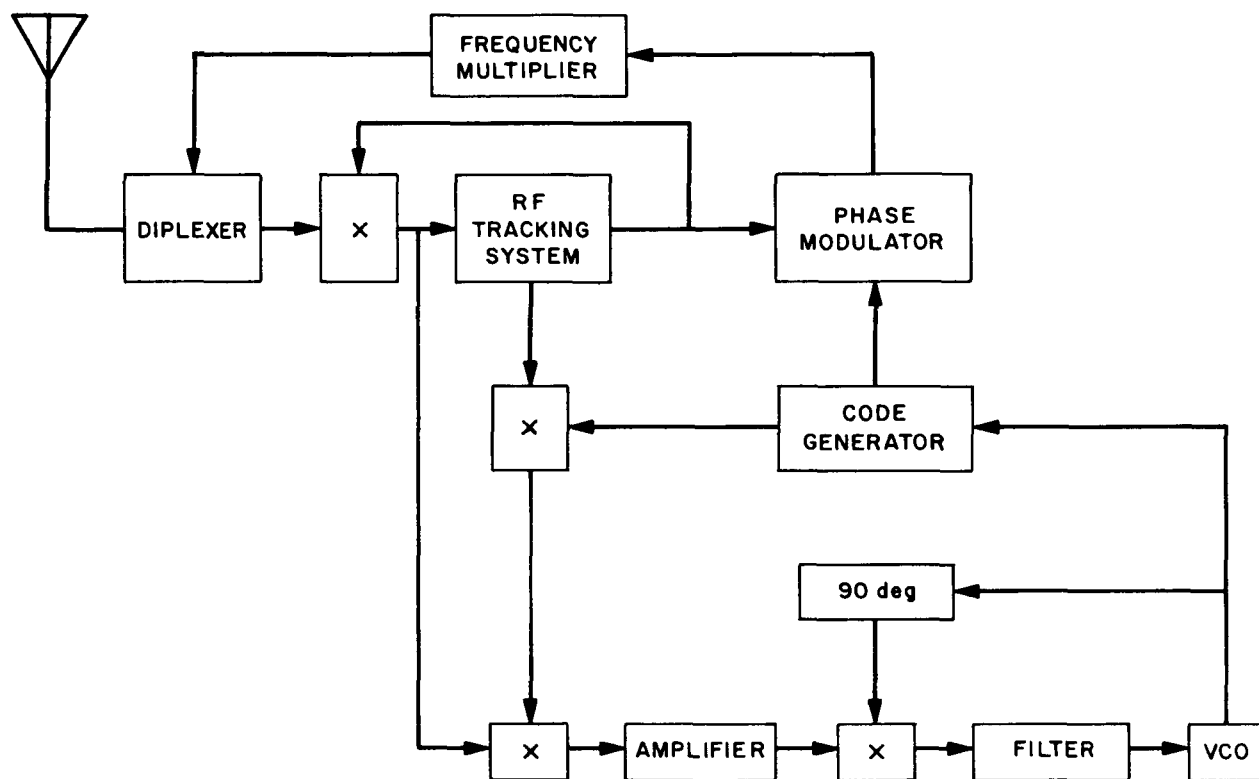 FREQUENCY
MULTIPLIER
DIPLEXER
×
RF
TRACKING
SYSTEM
PHASE
MODULATOR
×
CODE
GENERATOR
90 deg
×
AMPLIFIER
×
FILTER
VCO